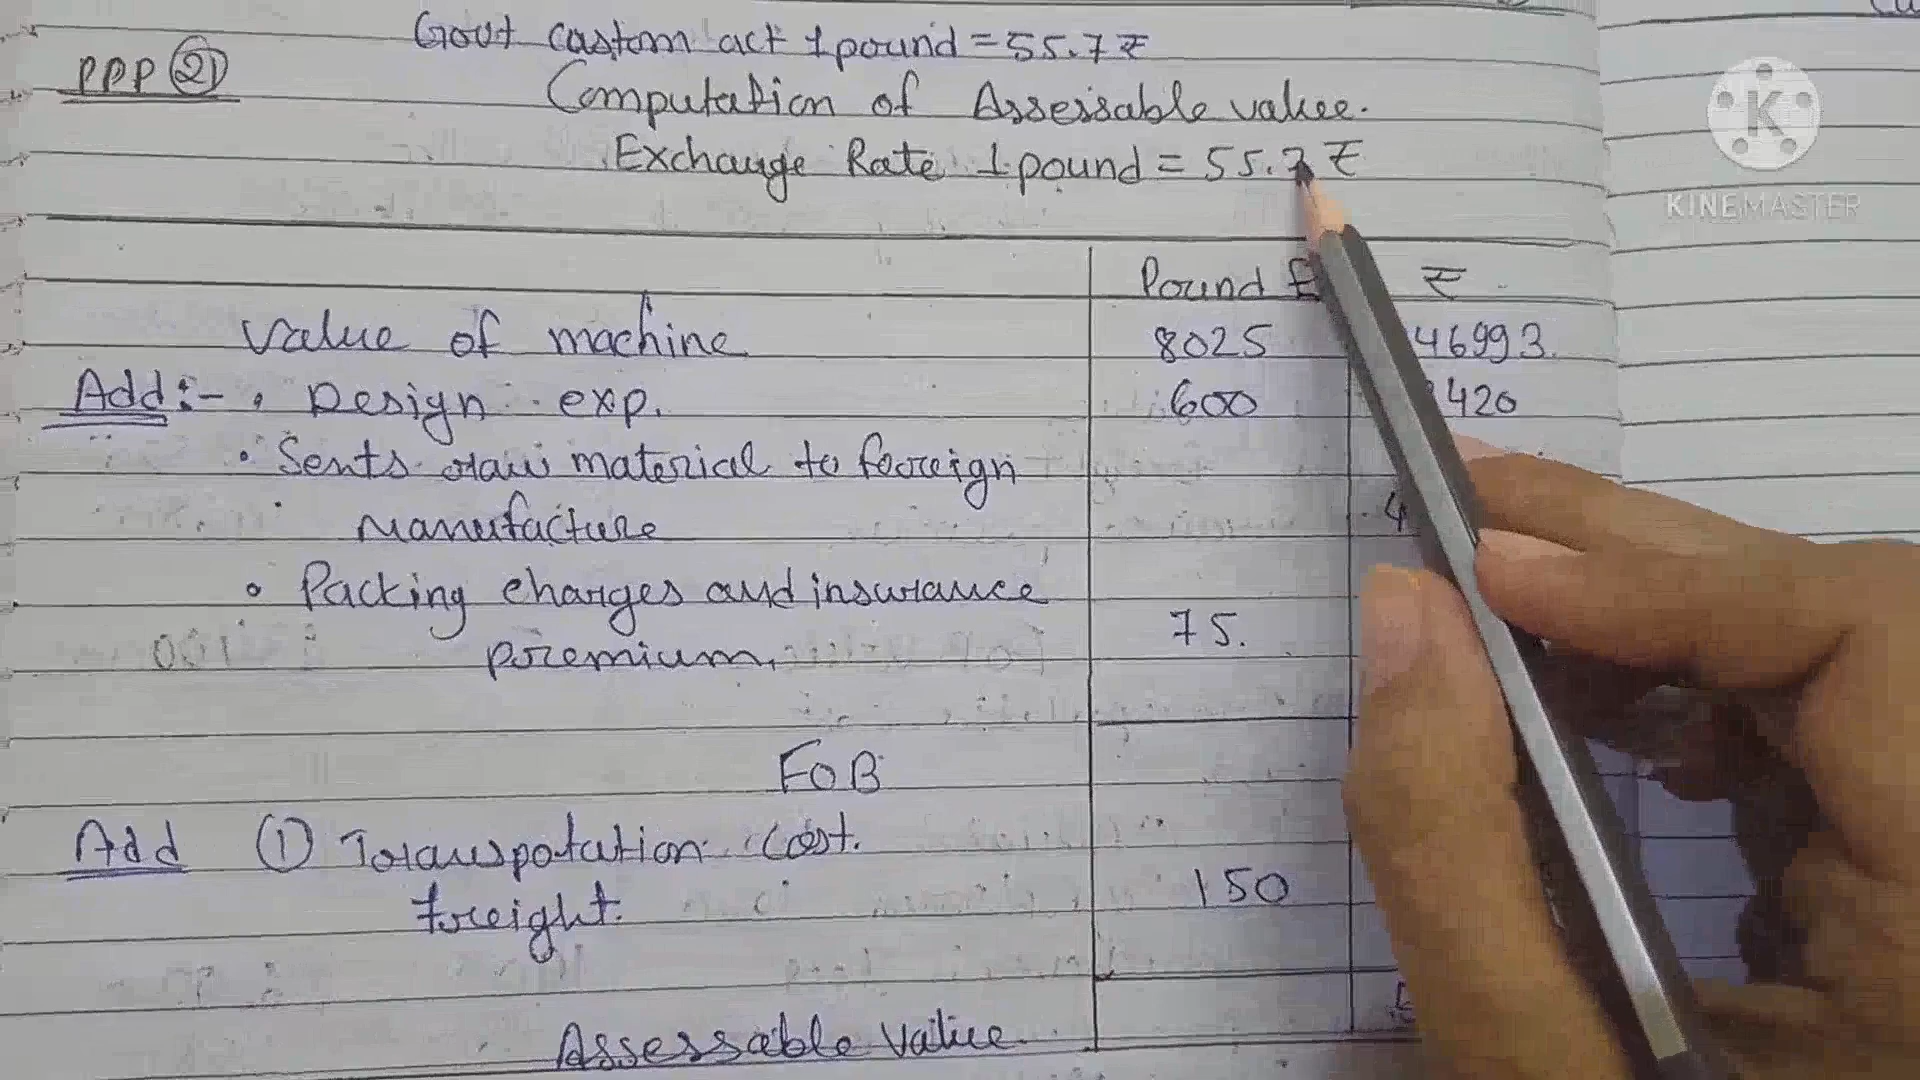 Govt custom act 1 pound = 55.7 ₹
PPP 2
Computation of Assessable value.
Exchange Rate 1 pound = 55.7 ₹
K
KINEMASTER
Pound £ ₹
value of machine 8025 46993.
Add:- • Design exp. 600 420
• Sents raw material to foreign
manufacture 4
• Packing charges and insurance
premium, 75.
FOB
Add ① Transpotation Cost.
freight. 150
Assessable Value